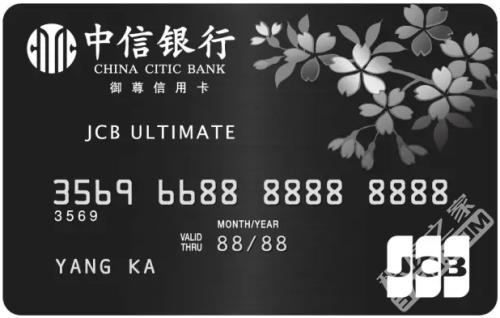 中信银行
CHINA CITIC BANK
御尊信用卡
JCB ULTIMATE
3569 6688 8888 8888
3569
MONTH/YEAR
VALID THRU 88/88
YANG KA
JCB